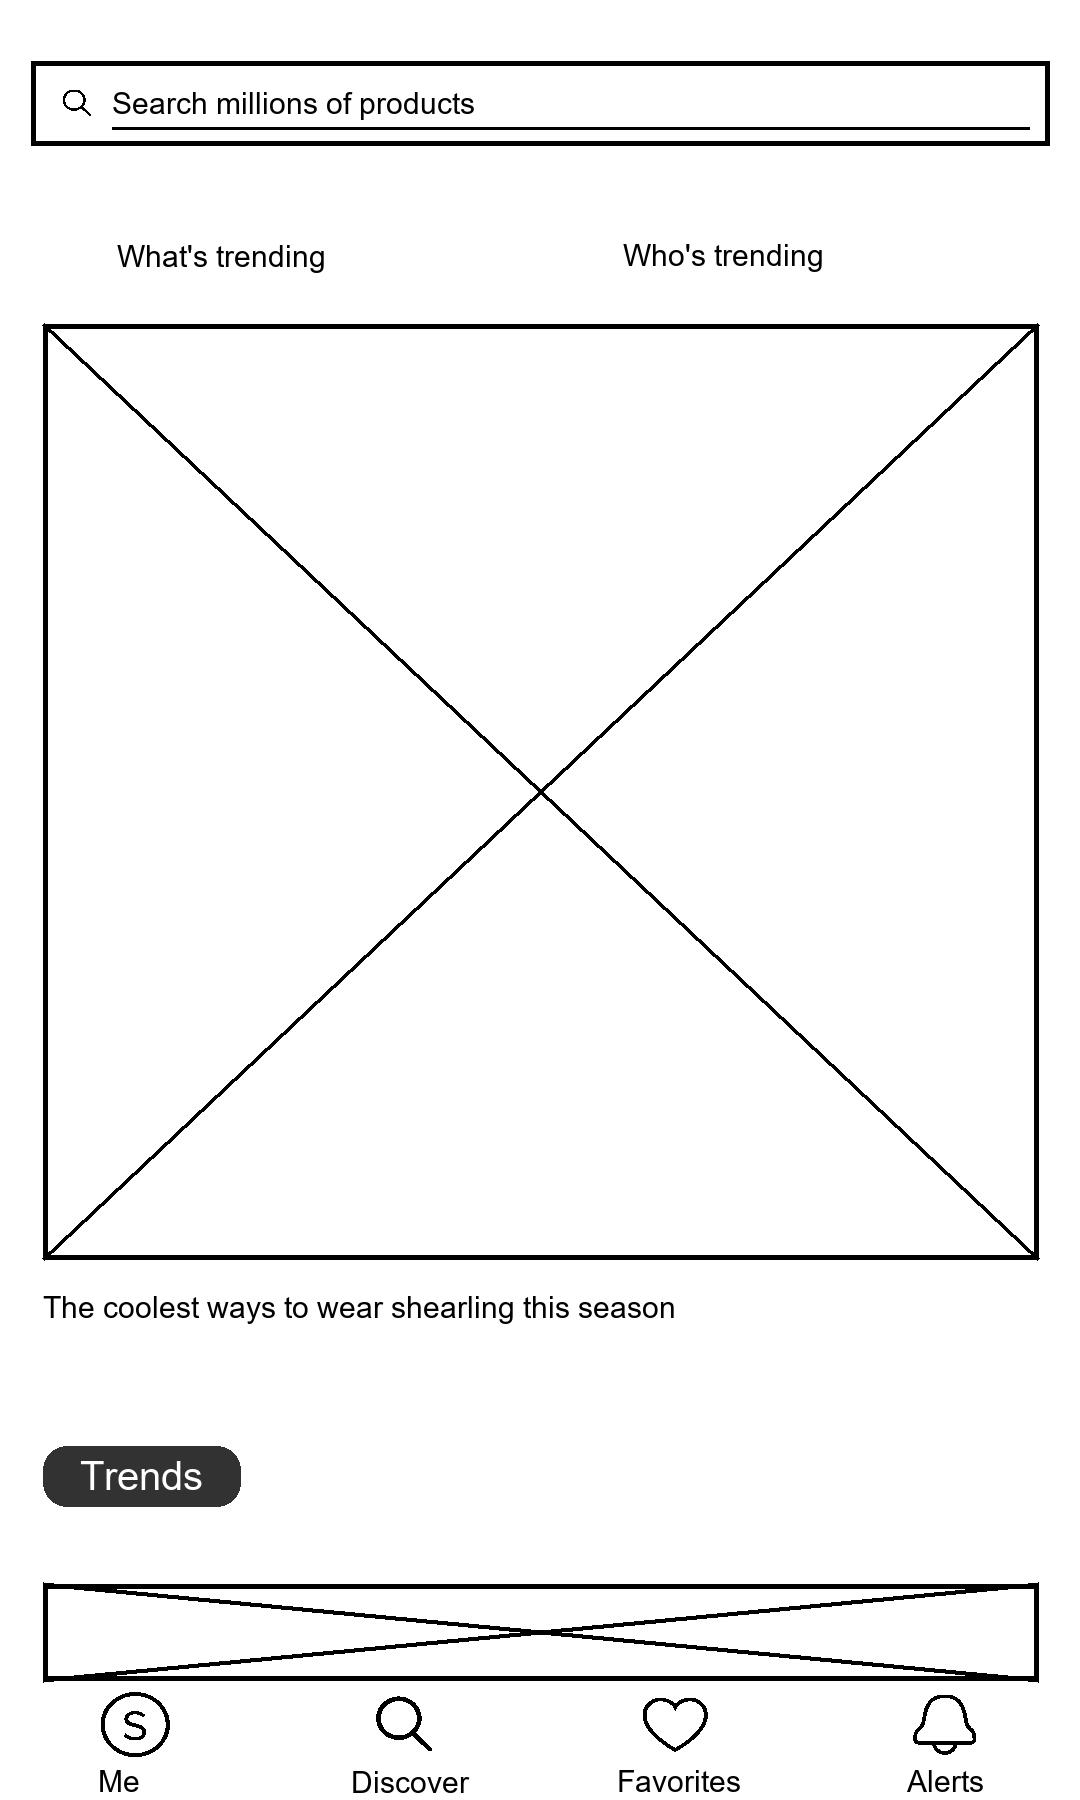 Search millions of products
What's trending
Who's trending
The coolest ways to wear shearling this season
Trends
S
Me
Discover
Favorites
Alerts